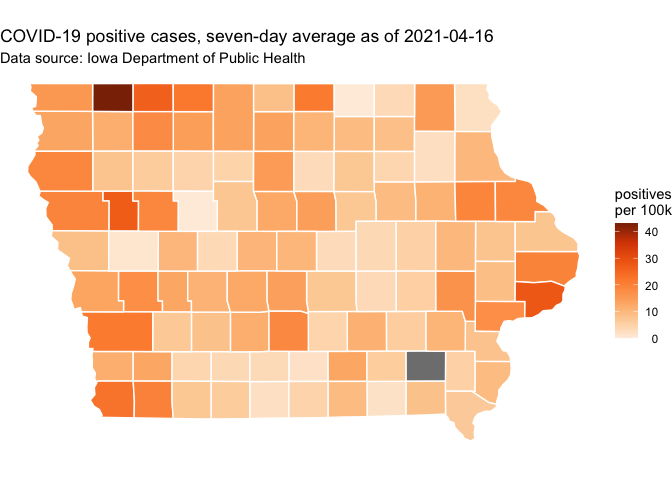 COVID-19 positive cases, seven-day average as of 2021-04-16
Data source: Iowa Department of Public Health
positives
per 100k
40
30
20
10
0